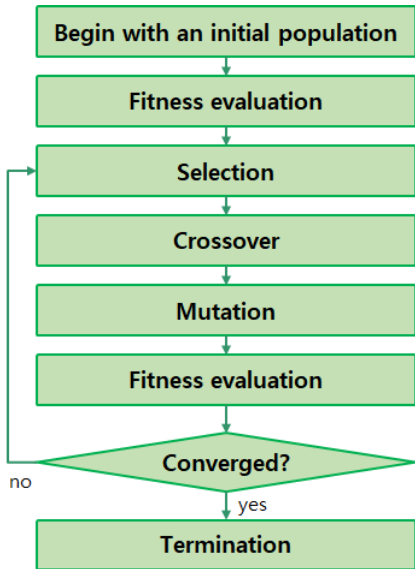 Begin with an initial population
Fitness evaluation
Selection
Crossover
Mutation
Fitness evaluation
Converged?
no
yes
Termination